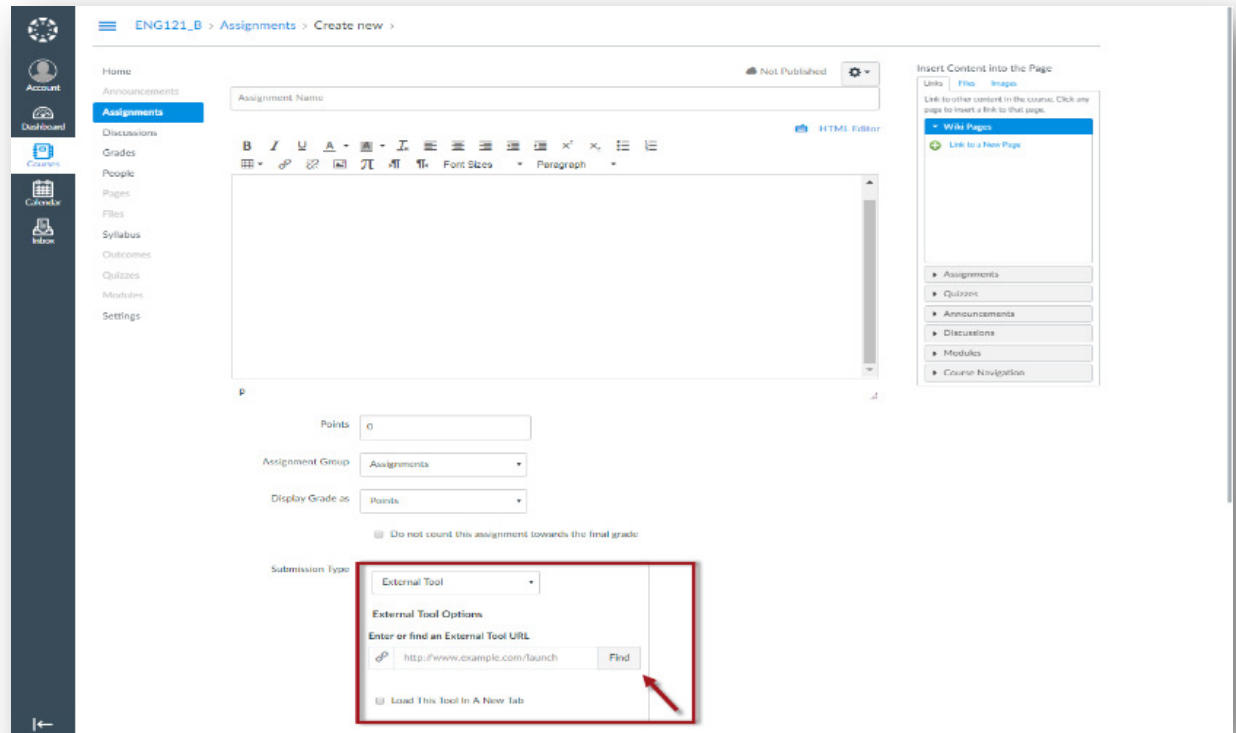 ENG121_B > Assignments > Create new >
Account
Dashboard
Courses
Calendar
Inbox
Home
Announcements
Assignments
Discussions
Grades
People
Pages
Files
Syllabus
Outcomes
Quizzes
Modules
Settings
Not Published
Assignment Name
HTML Editor
B I U A A Tx x² x₂
π ¶ ¶ Font Sizes Paragraph
p
Points 0
Assignment Group Assignments
Display Grade as Points
Do not count this assignment towards the final grade
Submission Type External Tool
External Tool Options
Enter or find an External Tool URL
http://www.example.com/launch Find
Load This Tool In A New Tab
Insert Content into the Page
Links Files Images
Link to other content in the course. Click any
page to insert a link to that page.
Wiki Pages
Link to a New Page
Assignments
Quizzes
Announcements
Discussions
Modules
Course Navigation